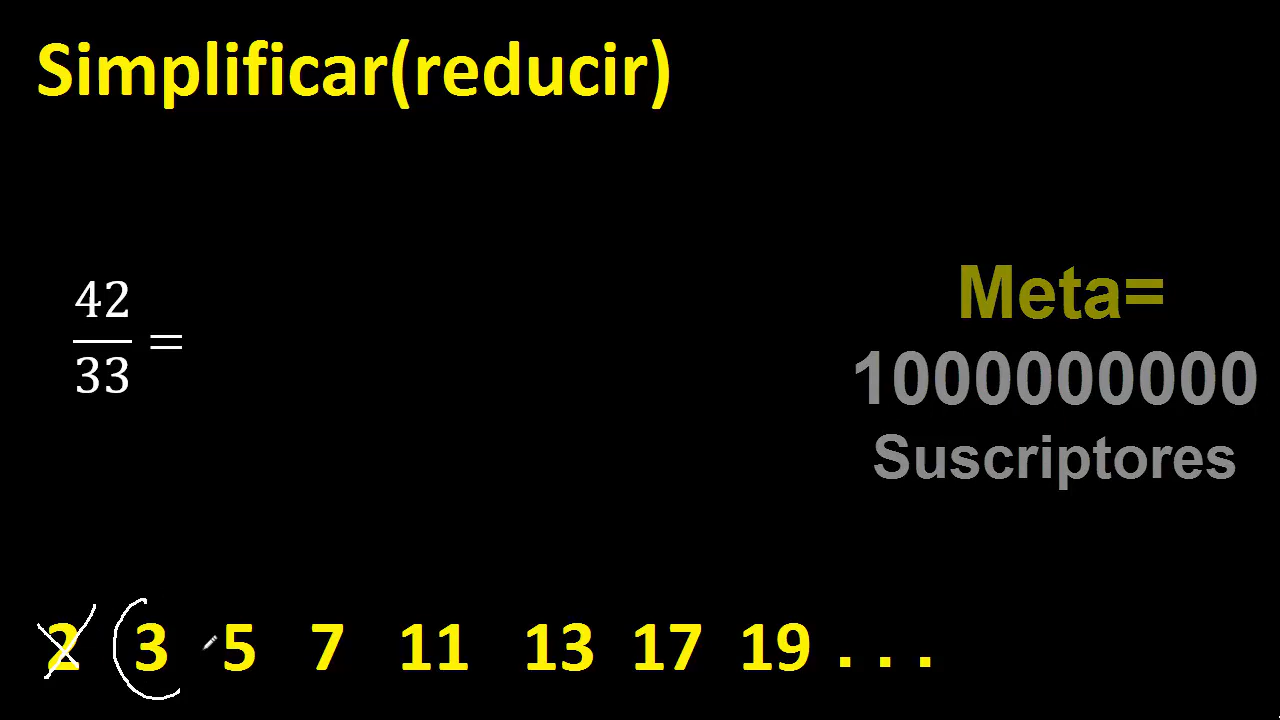 Simplificar(reducir)
42
33 =
Meta=
1000000000
Suscriptores
2 3 5 7 11 13 17 19 . . .